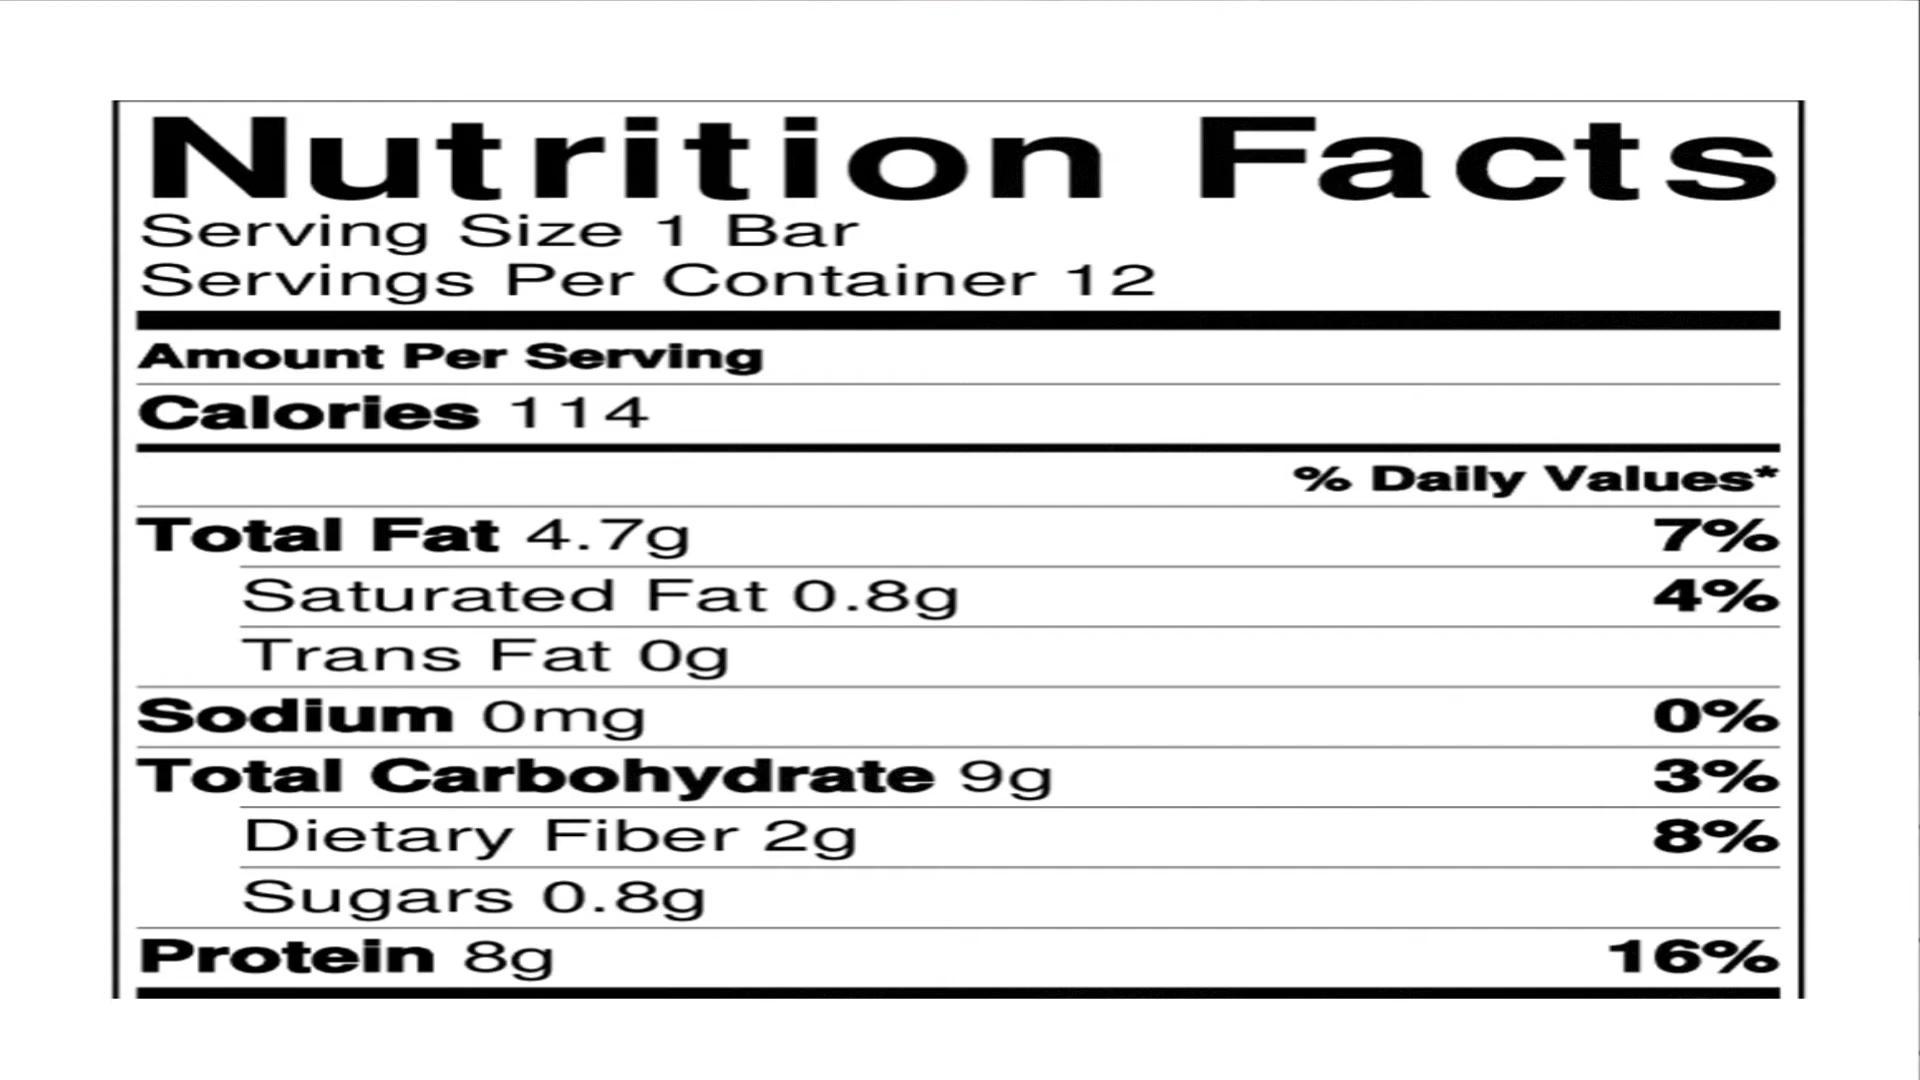 Nutrition Facts
Serving Size 1 Bar
Servings Per Container 12
Amount Per Serving
Calories 114
% Daily Values*
Total Fat 4.7g 7%
Saturated Fat 0.8g 4%
Trans Fat 0g
Sodium 0mg 0%
Total Carbohydrate 9g 3%
Dietary Fiber 2g 8%
Sugars 0.8g
Protein 8g 16%